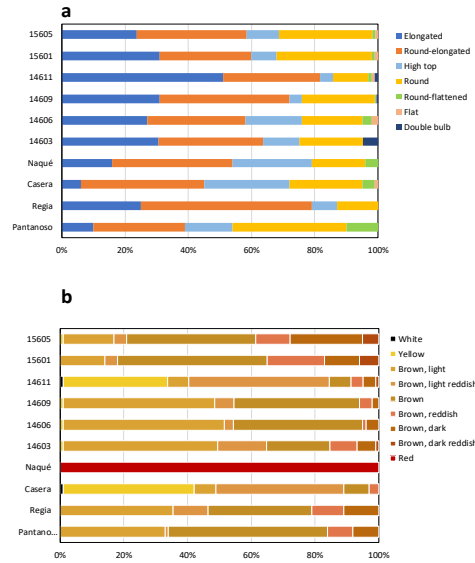 a
15605
15601
14611
14609
14606
14603
Naqué
Casera
Regia
Pantanoso
0% 20% 40% 60% 80% 100%
Elongated
Round-elongated
High top
Round
Round-flattened
Flat
Double bulb
b
15605
15601
14611
14609
14606
14603
Naqué
Casera
Regia
Pantano...
0% 20% 40% 60% 80% 100%
White
Yellow
Brown, light
Brown, light reddish
Brown
Brown, reddish
Brown, dark
Brown, dark reddish
Red